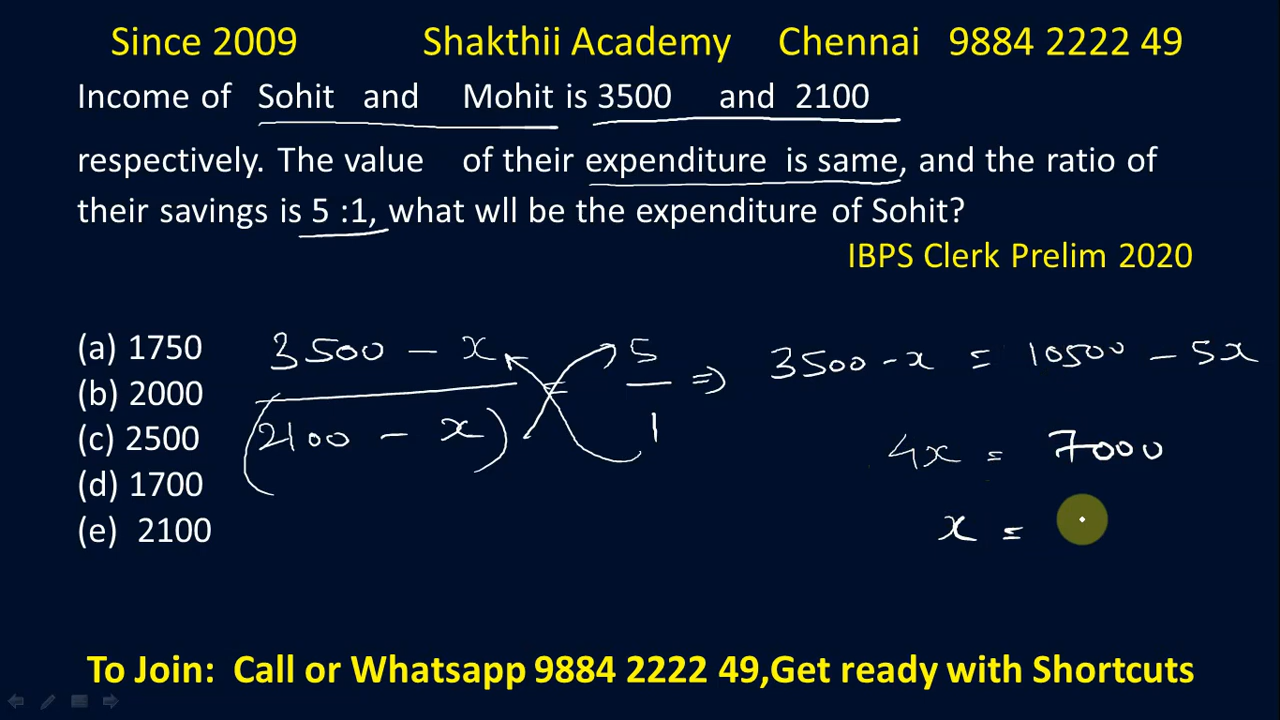 Since 2009 Shakthii Academy Chennai 9884 2222 49
Income of Sohit and Mohit is 3500 and 2100
respectively. The value of their expenditure is same, and the ratio of
their savings is 5 :1, what wll be the expenditure of Sohit?
IBPS Clerk Prelim 2020
(a) 1750
(b) 2000
(c) 2500
(d) 1700
(e) 2100
3500 - x
(2100 - x)
=
5
1
⇒ 3500 - x = 10500 - 5x
4x = 7000
x =
To Join: Call or Whatsapp 9884 2222 49,Get ready with Shortcuts